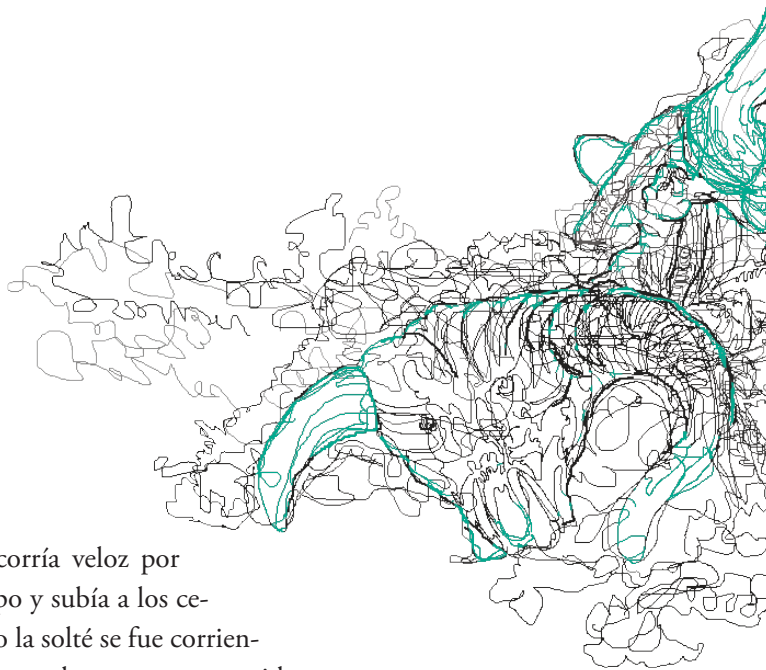 corría veloz por
po y subía a los ce-
o la solté se fue corrien-